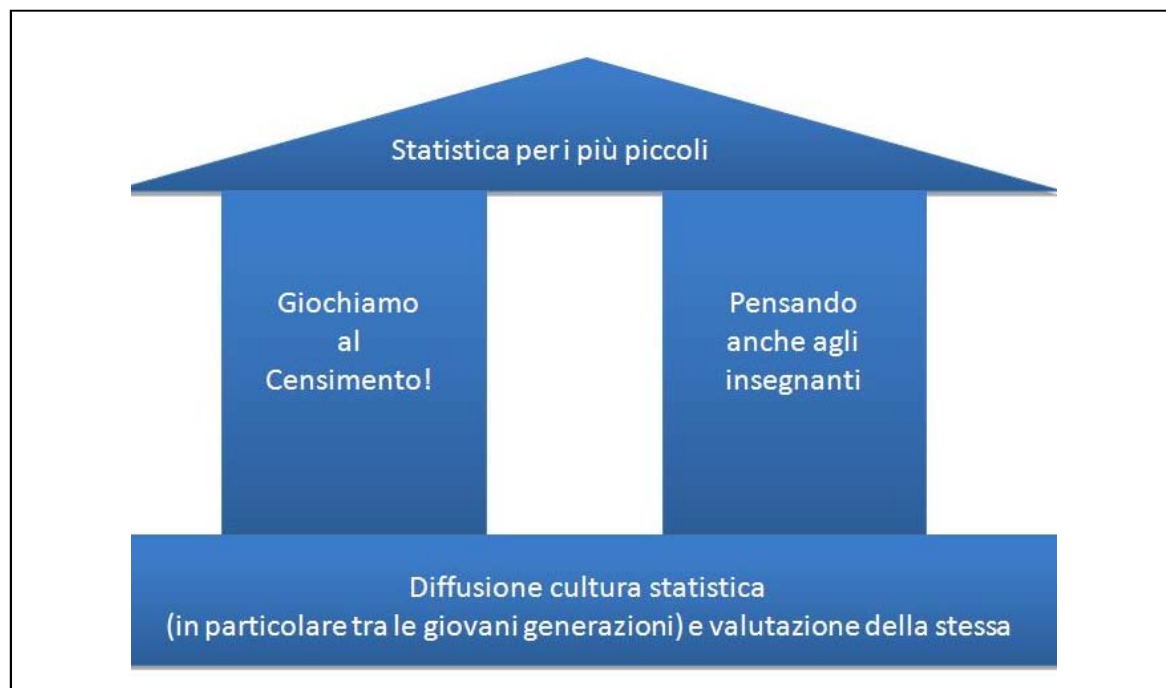 Statistica per i più piccoli
Giochiamo
al
Censimento!
Pensando
anche agli
insegnanti
Diffusione cultura statistica
(in particolare tra le giovani generazioni) e valutazione della stessa